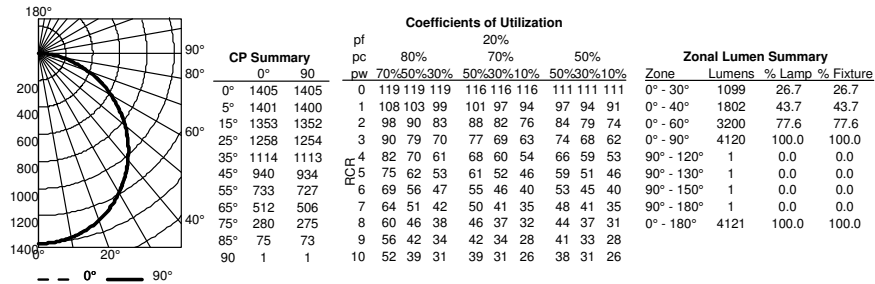 180°
90°
80°
60°
40°
20°
0°
200
400
600
800
1000
1200
1400
0° 90°
CP Summary
0° 90
0° 1405 1405
5° 1401 1400
15° 1353 1352
25° 1258 1254
35° 1114 1113
45° 940 934
55° 733 727
65° 512 506
75° 280 275
85° 75 73
90 1 1
Coefficients of Utilization
pf 20%
pc 80% 70% 50%
pw 70%50%30% 50%30%10% 50%30%10%
RCR
0 119 119 119 116 116 116 111 111 111
1 108 103 99 101 97 94 97 94 91
2 98 90 83 88 82 76 84 79 74
3 90 79 70 77 69 63 74 68 62
4 82 70 61 68 60 54 66 59 53
5 75 62 53 61 52 46 59 51 46
6 69 56 47 55 46 40 53 45 40
7 64 51 42 50 41 35 48 41 35
8 60 46 38 46 37 32 44 37 31
9 56 42 34 42 34 28 41 33 28
10 52 39 31 39 31 26 38 31 26
Zonal Lumen Summary
Zone Lumens % Lamp % Fixture
0° - 30° 1099 26.7 26.7
0° - 40° 1802 43.7 43.7
0° - 60° 3200 77.6 77.6
0° - 90° 4120 100.0 100.0
90° - 120° 1 0.0 0.0
90° - 130° 1 0.0 0.0
90° - 150° 1 0.0 0.0
90° - 180° 1 0.0 0.0
0° - 180° 4121 100.0 100.0